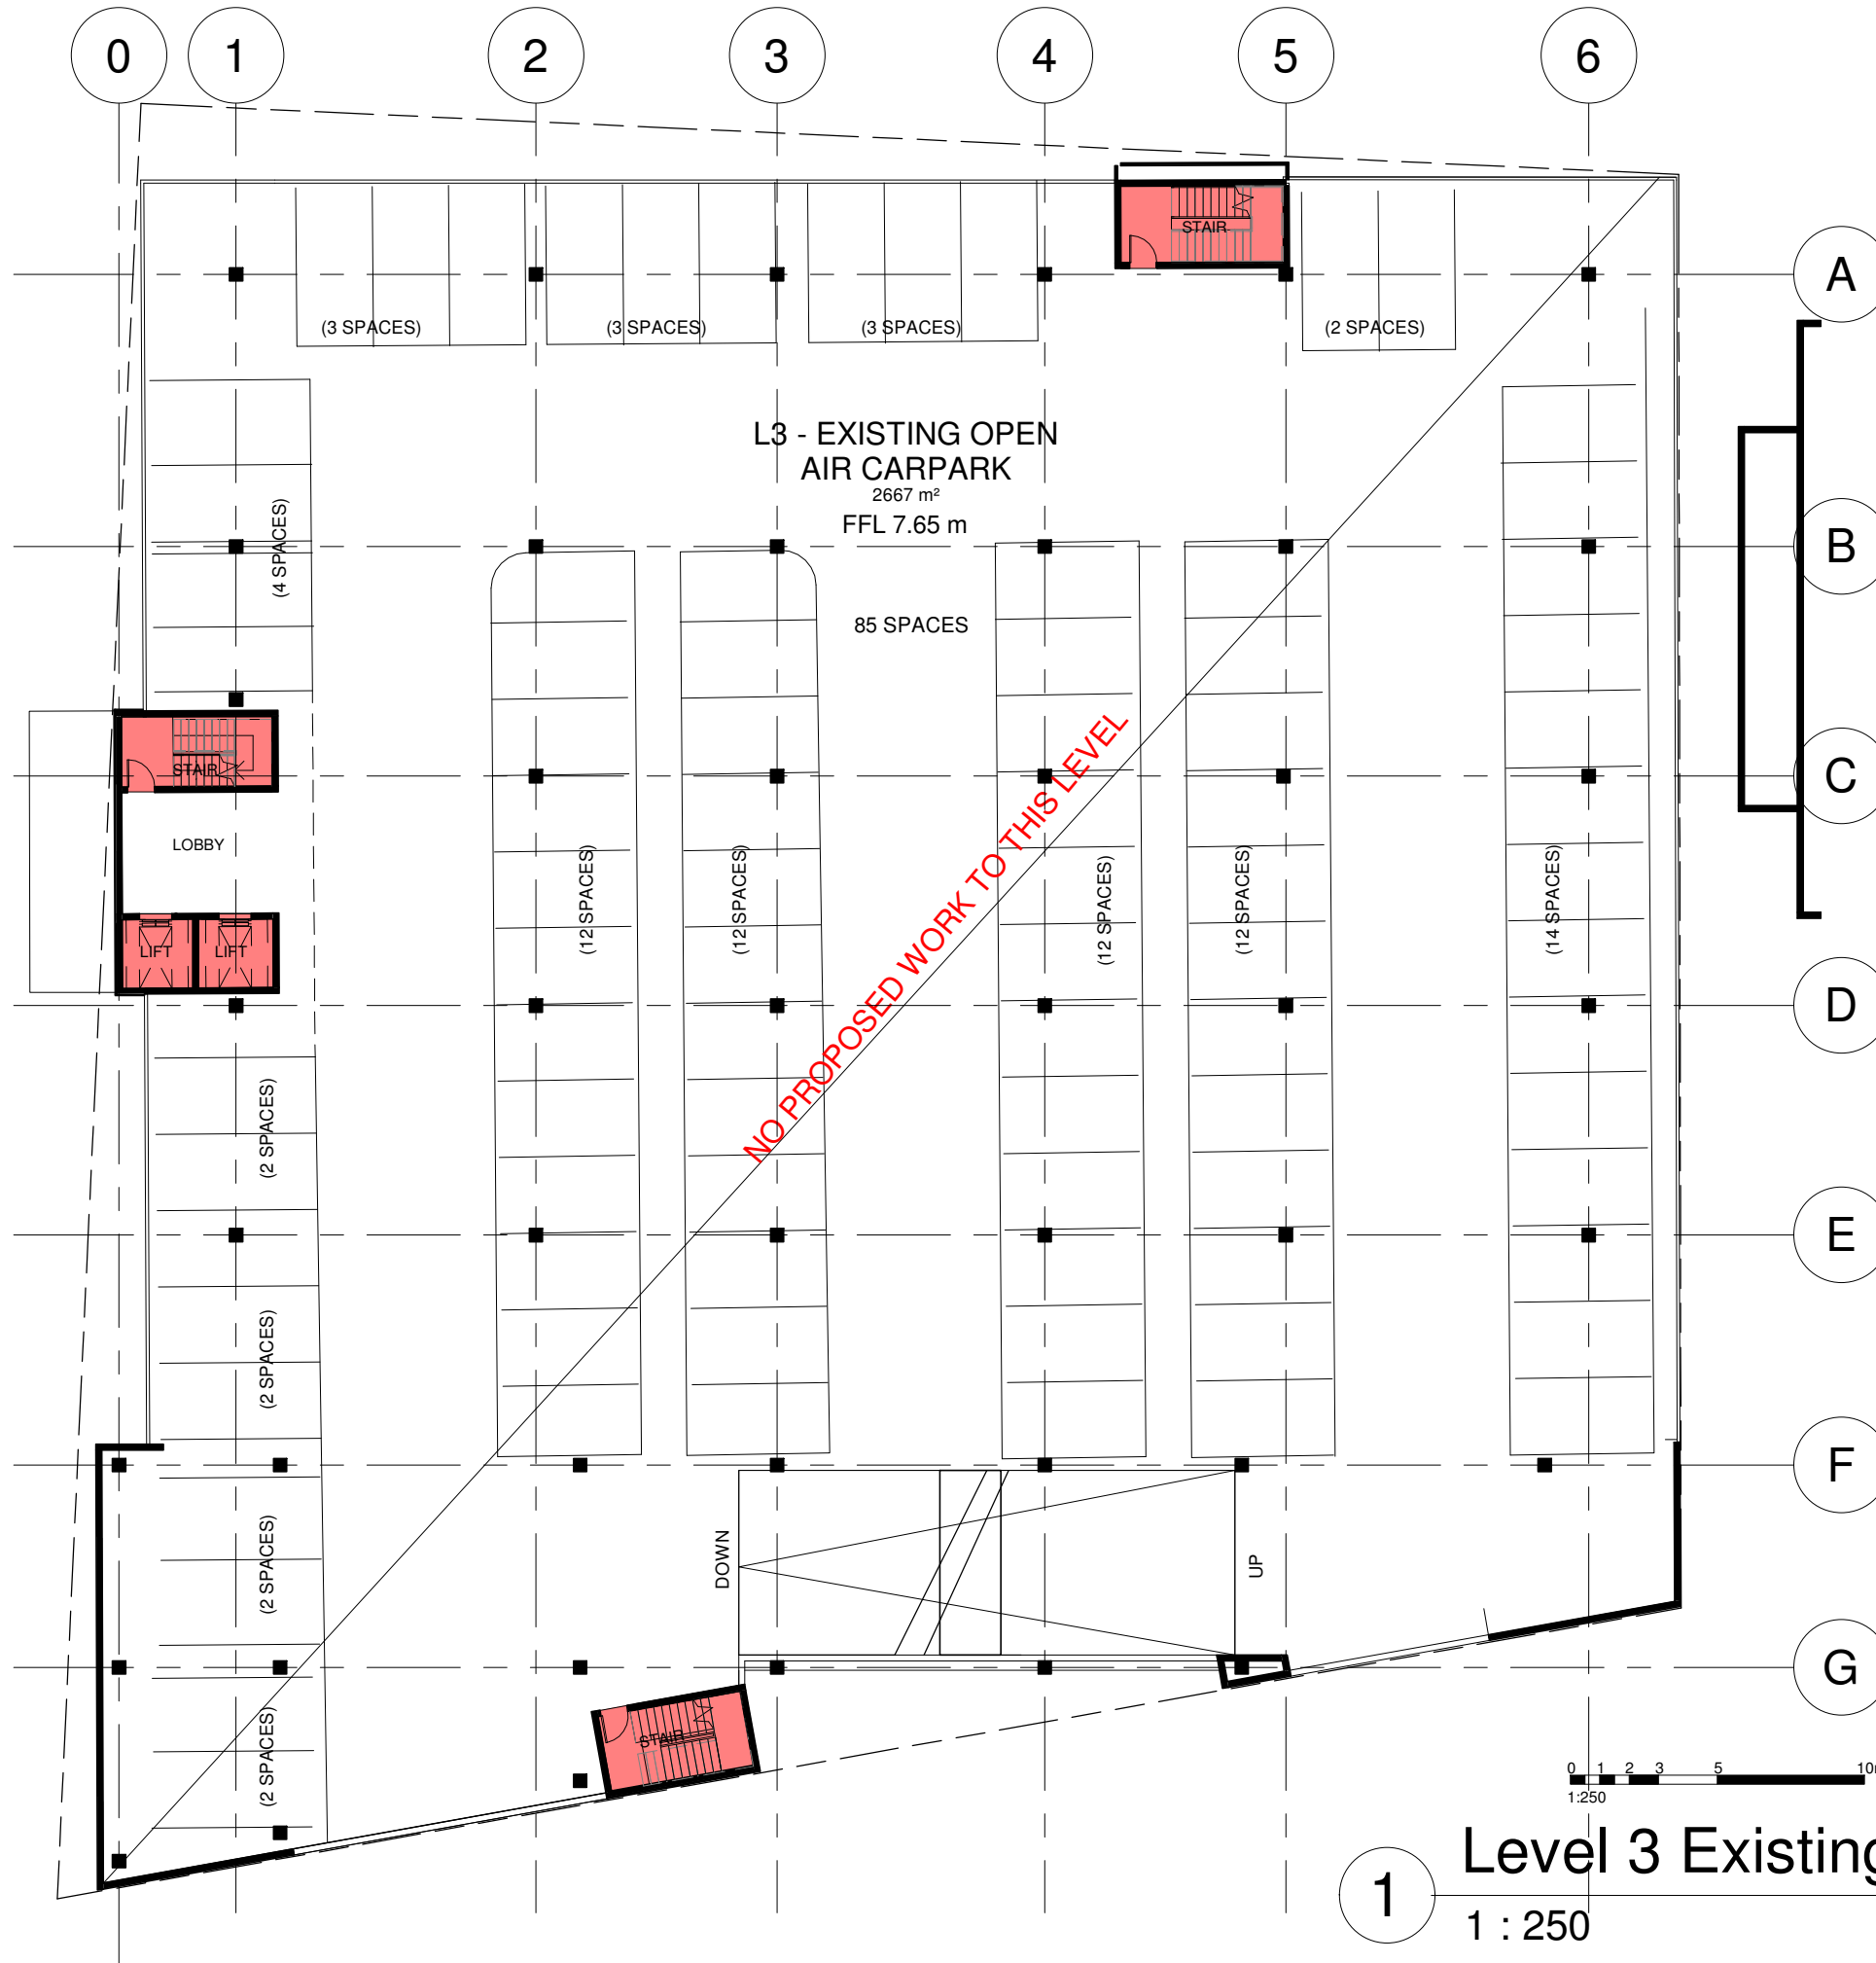 0 1 2 3 4 5 6
STAIR
A
(3 SPACES) (3 SPACES) (3 SPACES) (2 SPACES)
L3 - EXISTING OPEN
AIR CARPARK
2667 m²
FFL 7.65 m
(4 SPACES)
B
85 SPACES
NO PROPOSED WORK TO THIS LEVEL
STAIR
C
LOBBY
(12 SPACES) (12 SPACES) (12 SPACES) (12 SPACES) (14 SPACES)
LIFT LIFT
D
(2 SPACES)
E
(2 SPACES)
F
(2 SPACES)
DOWN
UP
G
(2 SPACES)
STAIR
0 1 2 3 5 10
1:250
1
Level 3 Existing
1 : 250